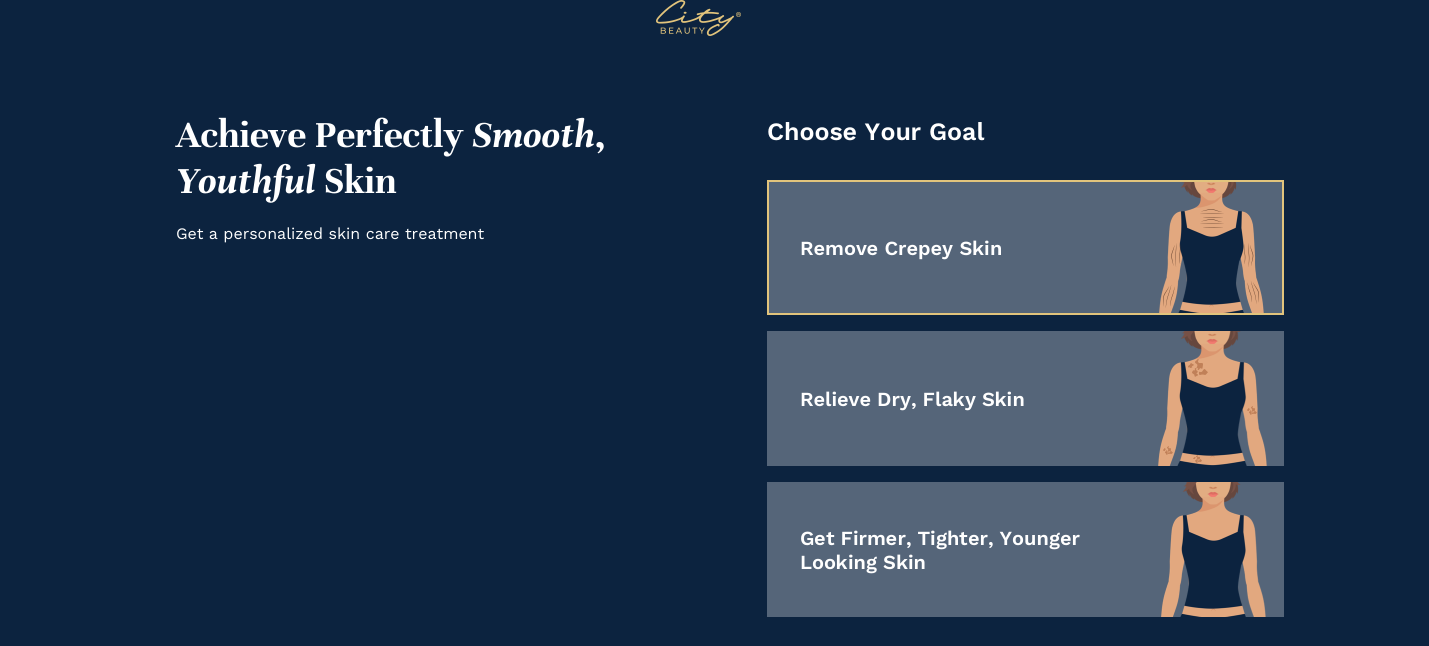 City®
BEAUTY
Achieve Perfectly Smooth,
Youthful Skin
Get a personalized skin care treatment
Choose Your Goal
Remove Crepey Skin
Relieve Dry, Flaky Skin
Get Firmer, Tighter, Younger
Looking Skin